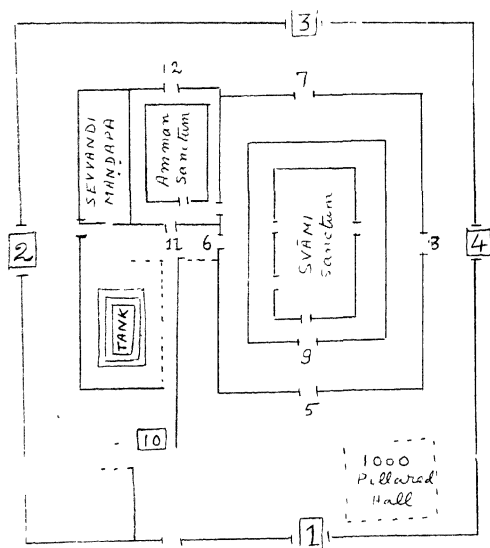 3
12
7
SEVVANDI
MANDAPA
Amman
Sanctum
2
11
6
SVĀMI
Sanctum
8
4
TANK
9
5
10
1000
Pillared
Hall
1